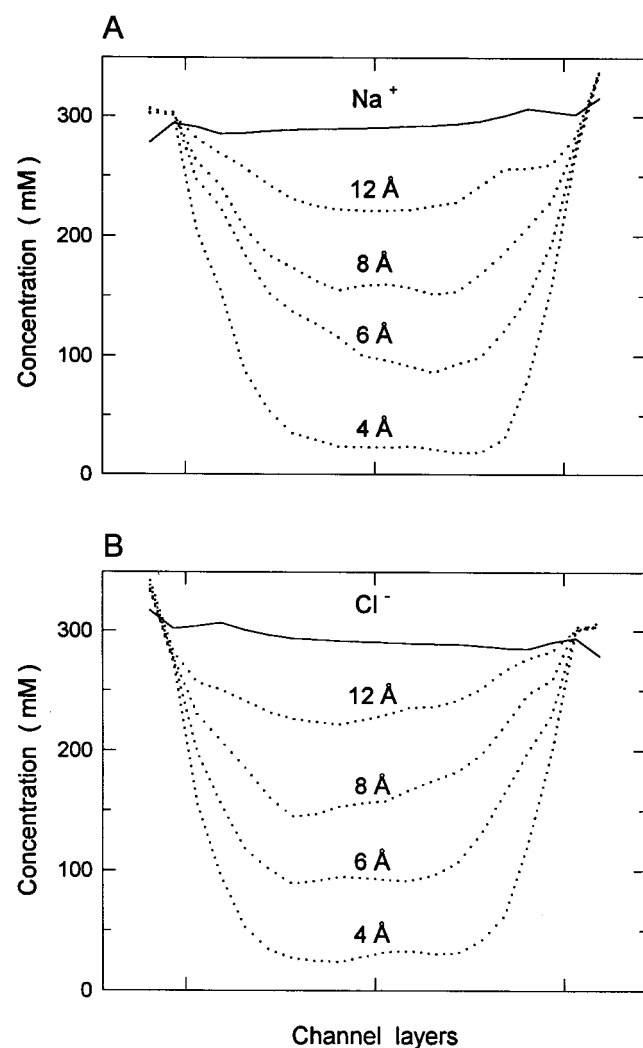 A
Concentration ( mM )
300
200
100
0
Na⁺
12 Å
8 Å
6 Å
4 Å
B
Concentration ( mM )
300
200
100
0
Cl⁻
12 Å
8 Å
6 Å
4 Å
Channel layers